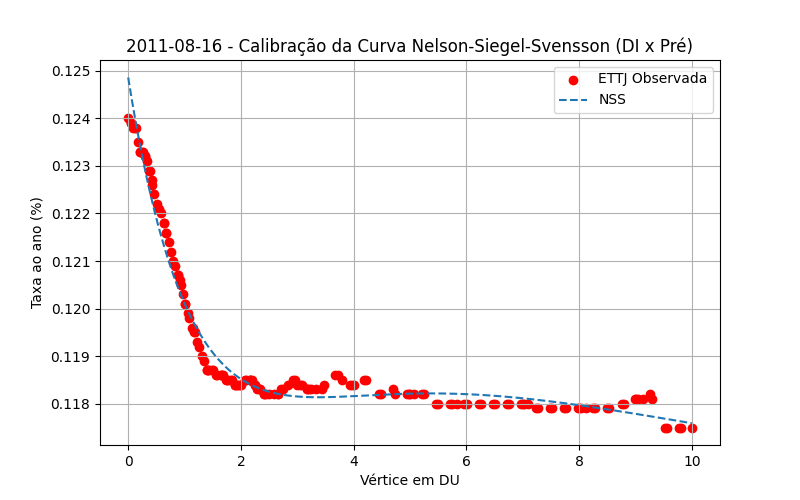 2011-08-16 - Calibração da Curva Nelson-Siegel-Svensson (DI x Pré)
ETTJ Observada
NSS
Taxa ao ano (%)
0.125
0.124
0.123
0.122
0.121
0.120
0.119
0.118
0
2
4
6
8
10
Vértice em DU